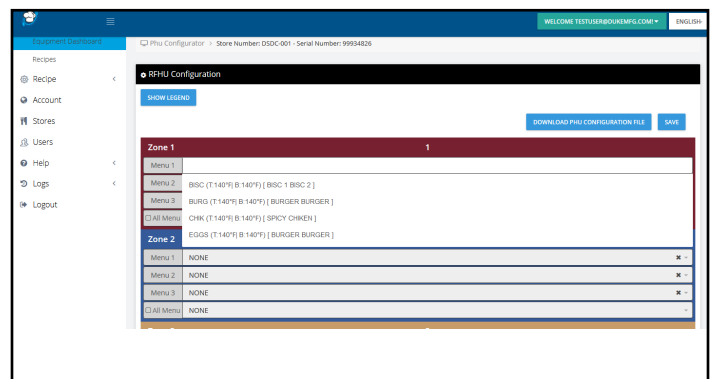 WELCOME TESTUSER@DUKEMFG.COM!
ENGLISH-
Equipment Dashboard
Phu Configurator > Store Number: DSDC-001 - Serial Number: 99934826
Recipes
Recipe
Account
Stores
Users
Help
Logs
Logout
RFHU Configuration
SHOW LEGEND
DOWNLOAD PHU CONFIGURATION FILE
SAVE
Zone 1 1
Menu 1
Menu 2
Menu 3
All Menu
BISC (T:140°F| B:140°F) [ BISC 1 BISC 2 ]
BURG (T:140°F| B:140°F) [ BURGER BURGER ]
CHIK (T:140°F| B:140°F) [ SPICY CHIKEN ]
EGGS (T:140°F| B:140°F) [ BURGER BURGER ]
Zone 2
Menu 1 NONE
Menu 2 NONE
Menu 3 NONE
All Menu NONE